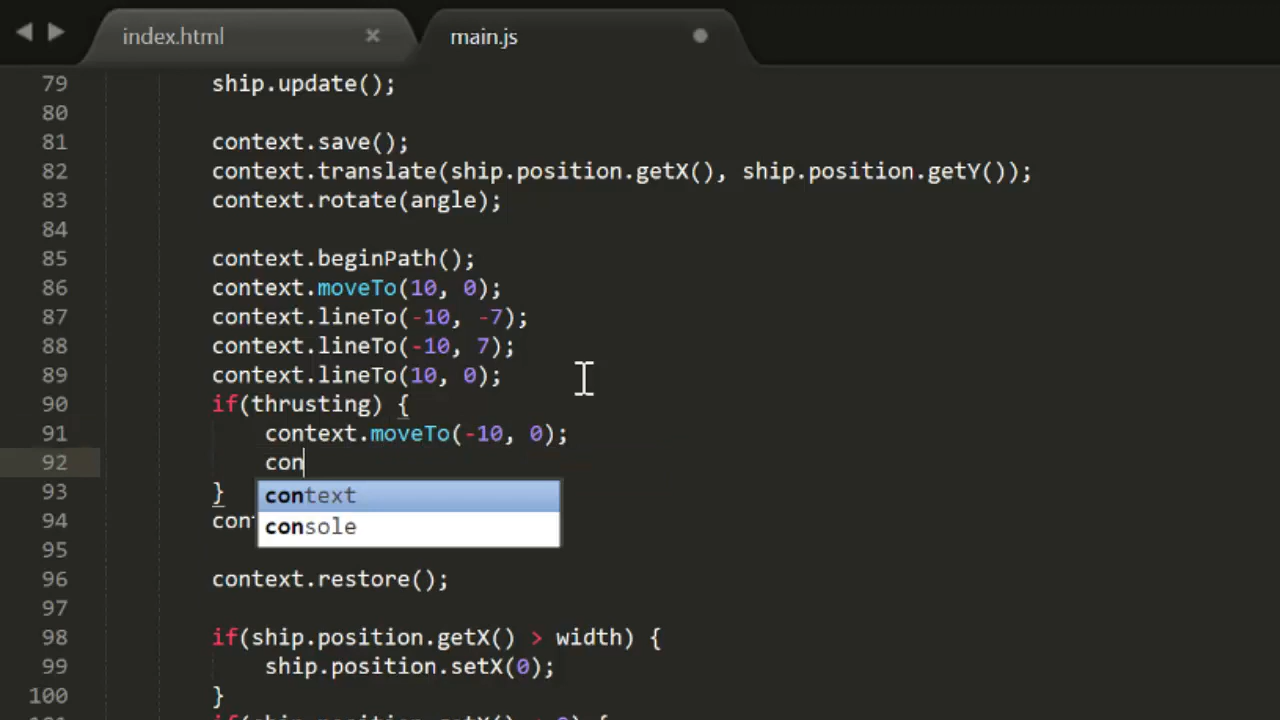 index.html
main.js
79 ship.update();
80
81 context.save();
82 context.translate(ship.position.getX(), ship.position.getY());
83 context.rotate(angle);
84
85 context.beginPath();
86 context.moveTo(10, 0);
87 context.lineTo(-10, -7);
88 context.lineTo(-10, 7);
89 context.lineTo(10, 0);
90 if(thrusting) {
91 context.moveTo(-10, 0);
92 con
context
console
93 }
94 con
95
96 context.restore();
97
98 if(ship.position.getX() > width) {
99 ship.position.setX(0);
100 }